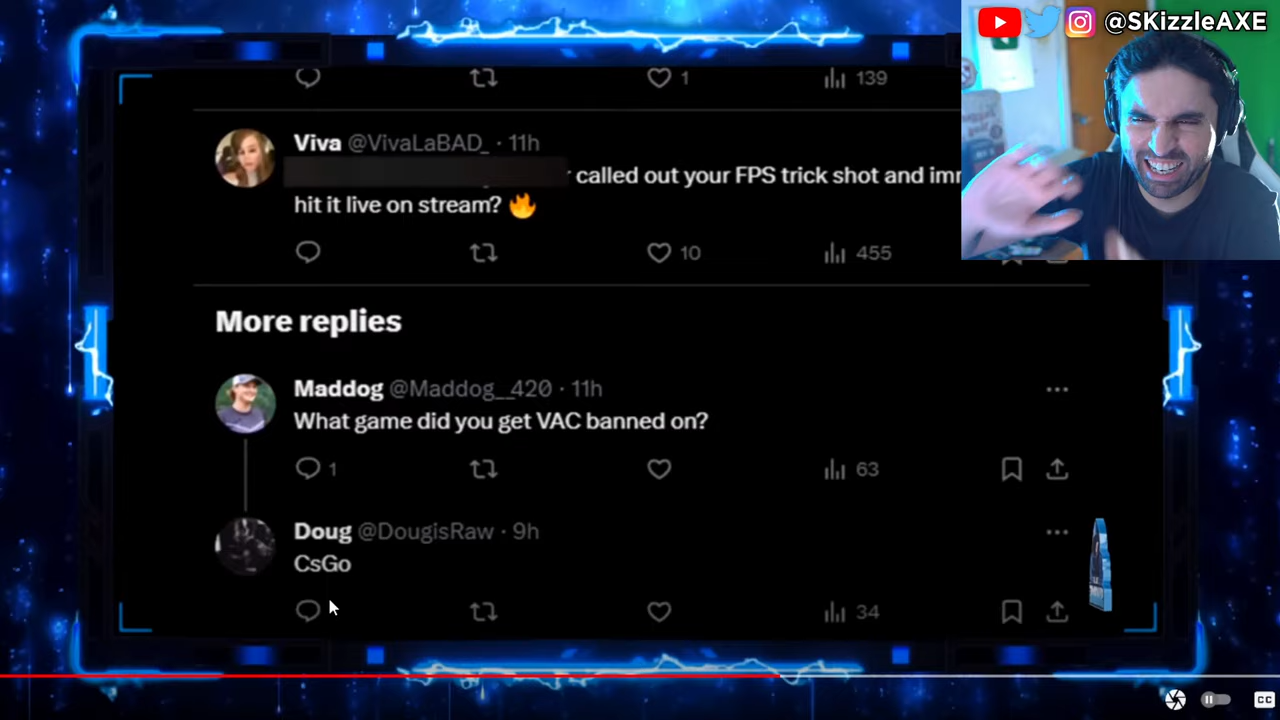 @SKizzleAXE
1 139
Viva @VivaLaBAD_ · 11h
called out your FPS trick shot and
hit it live on stream? 🔥
10 455
More replies
Maddog @Maddog__420 · 11h
What game did you get VAC banned on?
1 63
Doug @DougisRaw · 9h
CsGo
34
CC